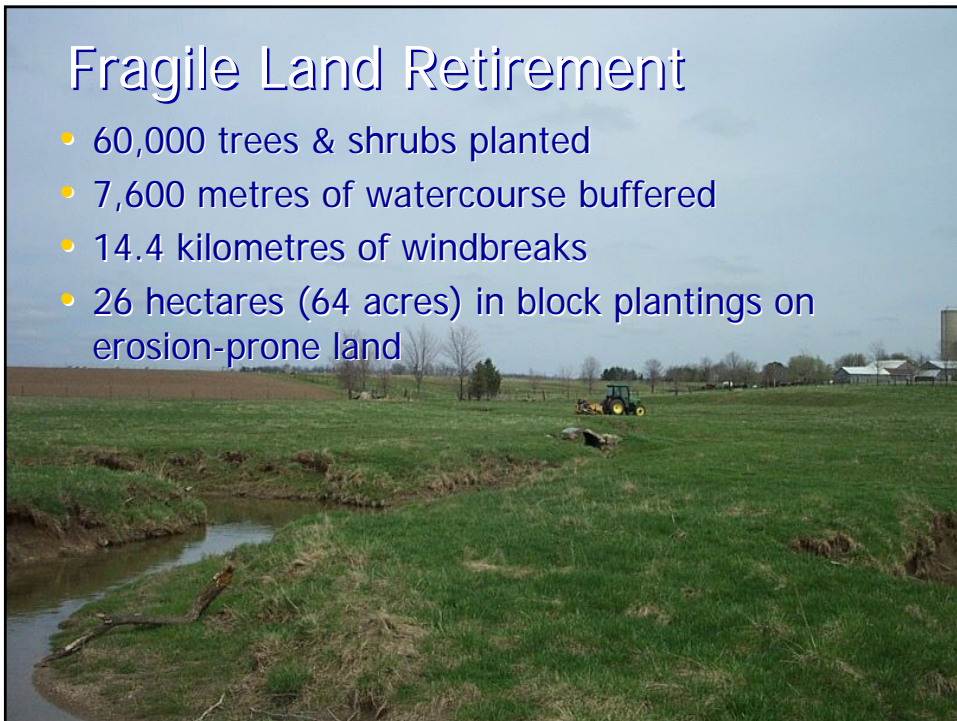 Fragile Land Retirement
• 60,000 trees & shrubs planted
• 7,600 metres of watercourse buffered
• 14.4 kilometres of windbreaks
• 26 hectares (64 acres) in block plantings on
erosion-prone land